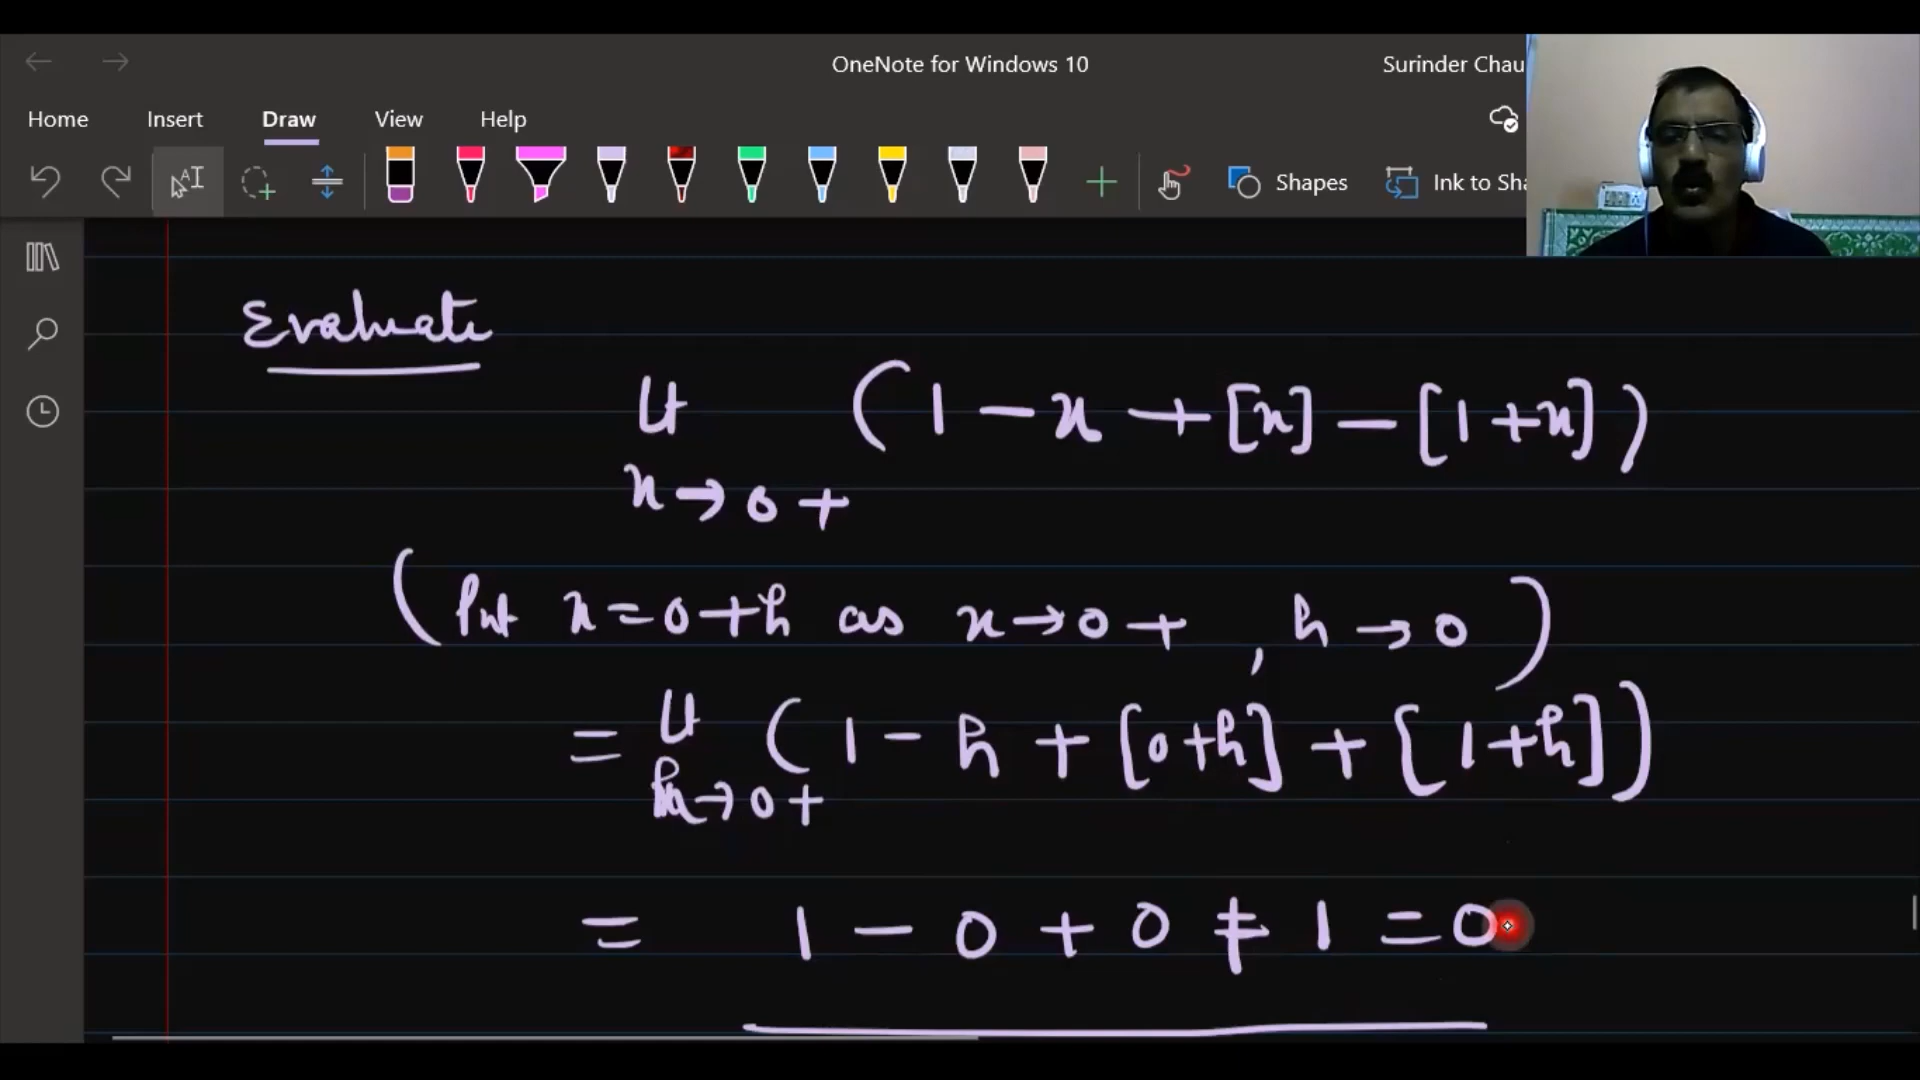 OneNote for Windows 10
Surinder Chau
Home Insert Draw View Help
Shapes Ink to Sha
Evaluate
Lt (1 - x + [x] - [1 + x])
x → 0 +
(Put x = 0 + h as x → 0 + , h → 0)
= Lt (1 - h + [0 + h] + [1 + h])
h → 0 +
= 1 - 0 + 0 - 1 = 0